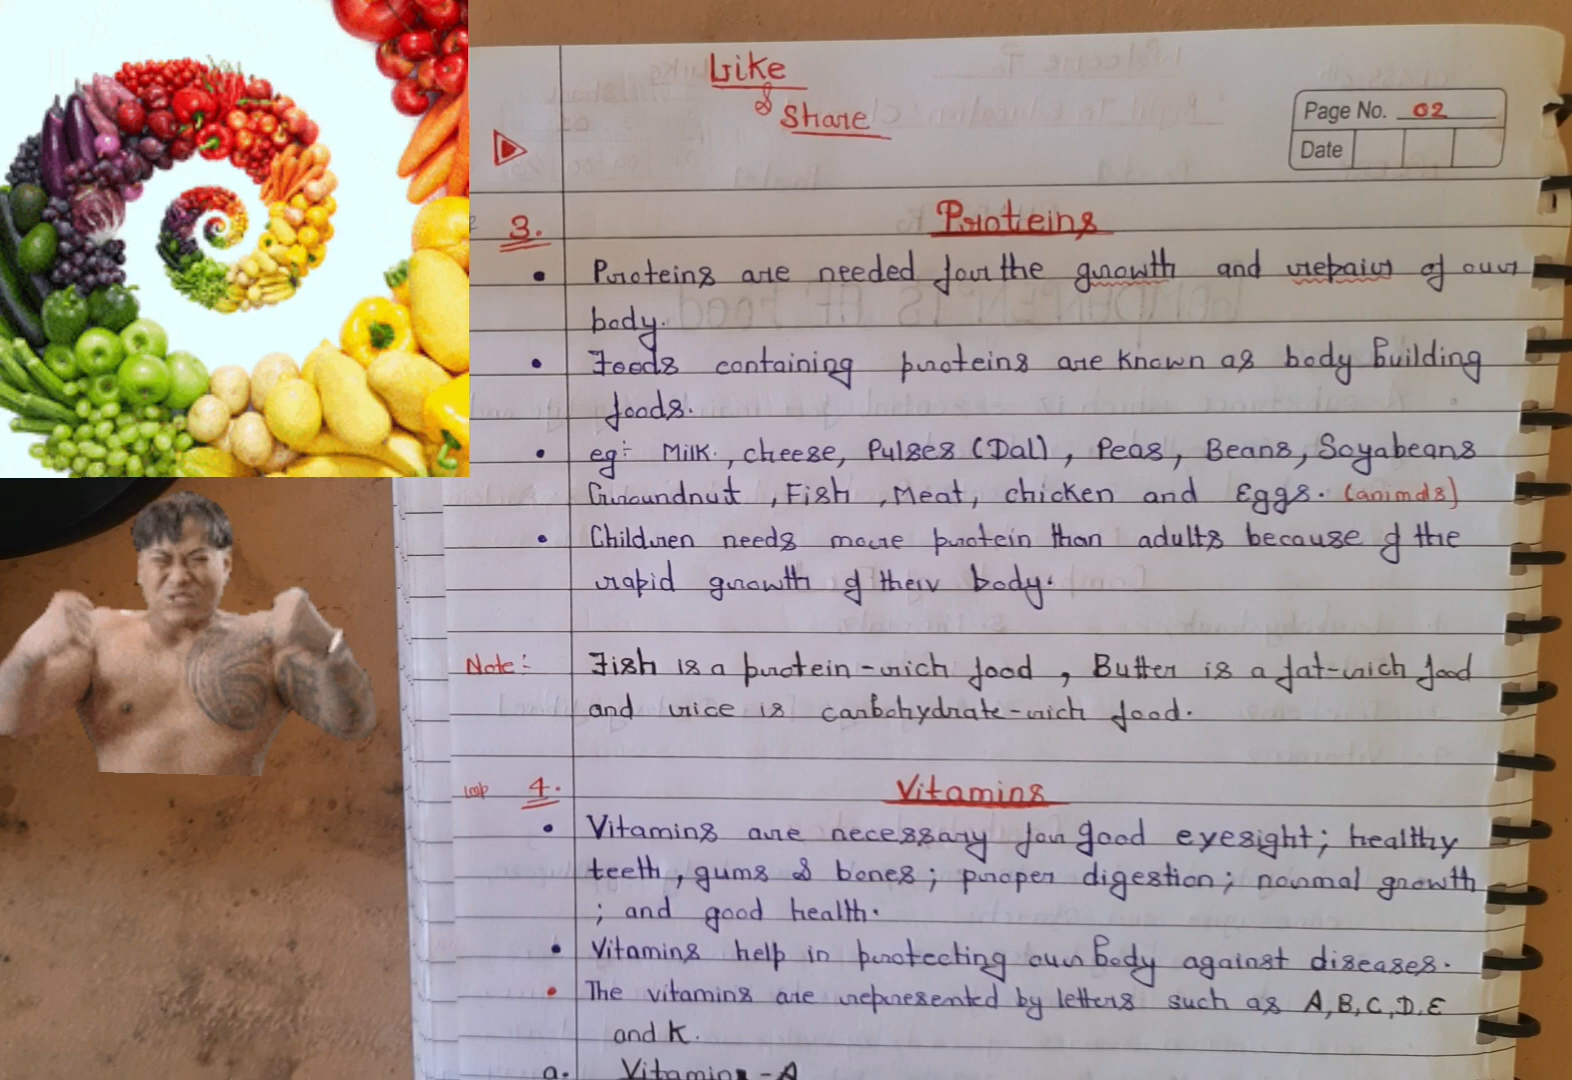 Like
& Share
Page No. 02
Date
3. Proteins
• Proteins are needed for the growth and repair of our
body.
• Foods containing proteins are known as body building
foods.
• eg:- Milk, cheese, Pulses (Dal), Peas, Beans, Soyabeans
Groundnut, Fish, Meat, chicken and Eggs. (animals)
• Children needs more protein than adults because of the
rapid growth of their body.
Note:- Fish is a protein-rich food, Butter is a fat-rich food
and rice is carbohydrate-rich food.
Imp 4. Vitamins
• Vitamins are necessary for good eyesight; healthy
teeth, gums & bones; proper digestion; normal growth
; and good health.
• Vitamins help in protecting our Body against diseases.
• The vitamins are represented by letters such as A, B, C, D, E
and K.
a. Vitamin - A